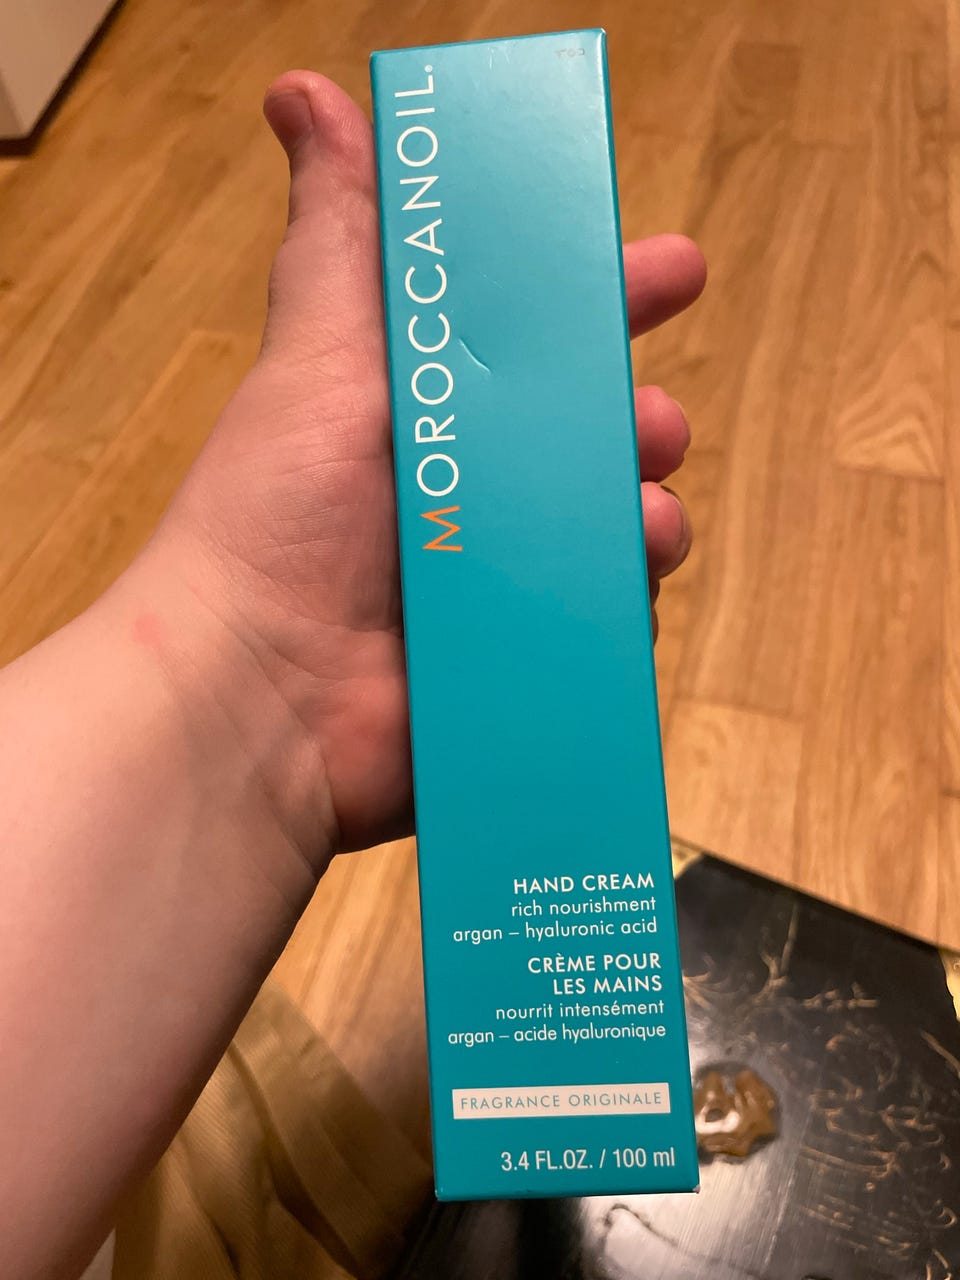 MOROCCANOIL®
HAND CREAM
rich nourishment
argan – hyaluronic acid
CRÈME POUR
LES MAINS
nourrit intensément
argan – acide hyaluronique
FRAGRANCE ORIGINALE
3.4 FL.OZ. / 100 ml